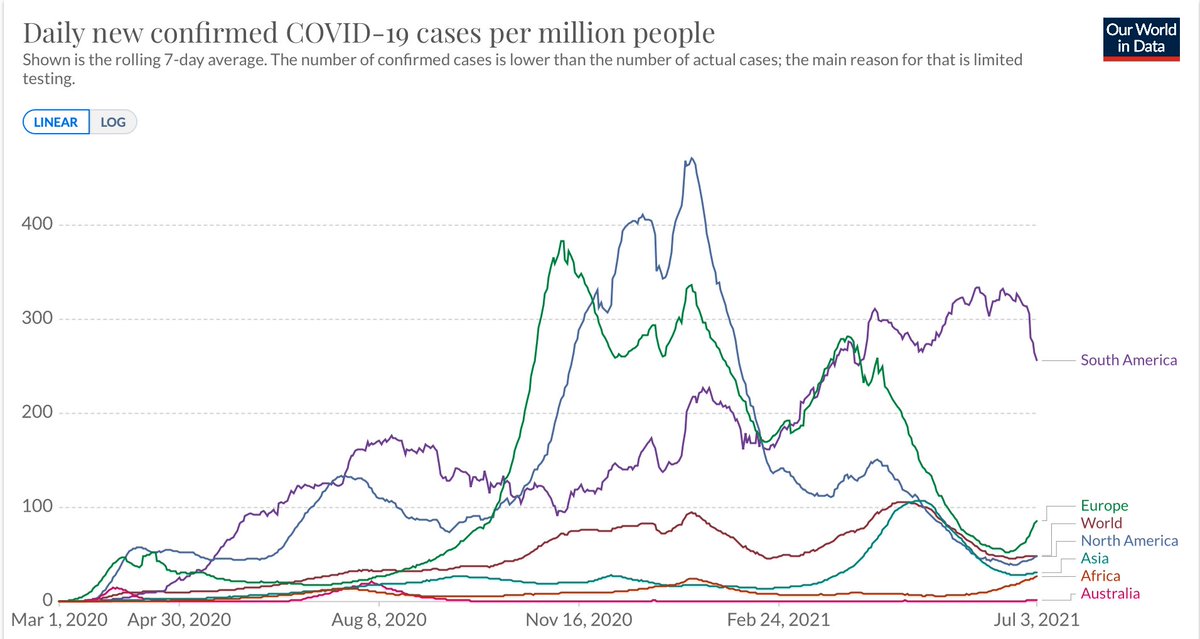 Daily new confirmed COVID-19 cases per million people
Shown is the rolling 7-day average. The number of confirmed cases is lower than the number of actual cases; the main reason for that is limited
testing.
Our World
in Data
LINEAR LOG
400
300
200
100
0
South America
Europe
World
North America
Asia
Africa
Australia
Mar 1, 2020 Apr 30, 2020 Aug 8, 2020 Nov 16, 2020 Feb 24, 2021 Jul 3, 2021